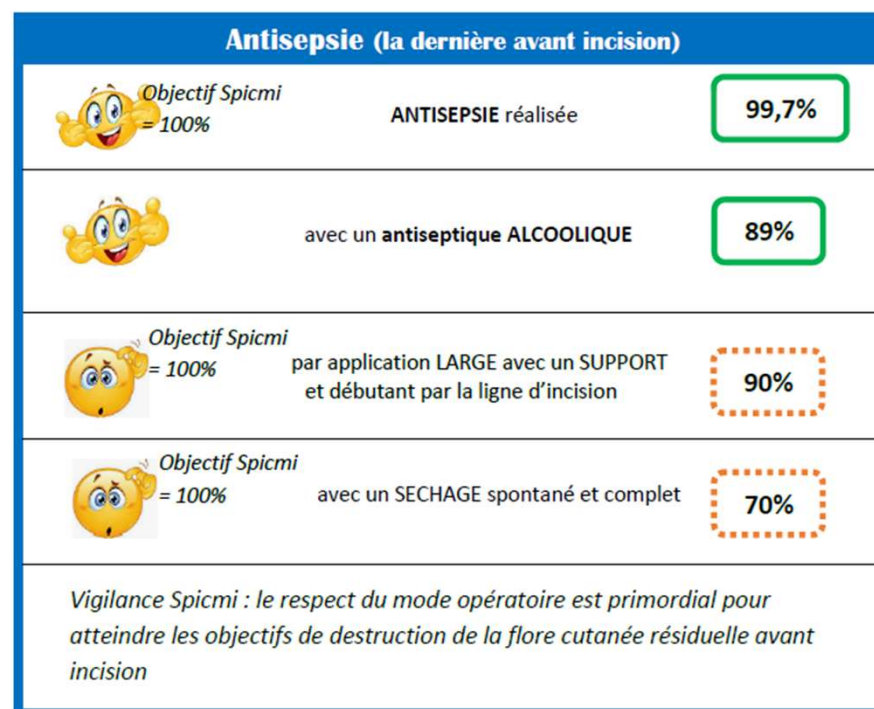 Antisepsie (la dernière avant incision)
Objectif Spicmi
= 100%
ANTISEPSIE réalisée
99,7%
avec un antiseptique ALCOOLIQUE
89%
Objectif Spicmi
= 100%
par application LARGE avec un SUPPORT
et débutant par la ligne d’incision
90%
Objectif Spicmi
= 100%
avec un SECHAGE spontané et complet
70%
Vigilance Spicmi : le respect du mode opératoire est primordial pour
atteindre les objectifs de destruction de la flore cutanée résiduelle avant
incision